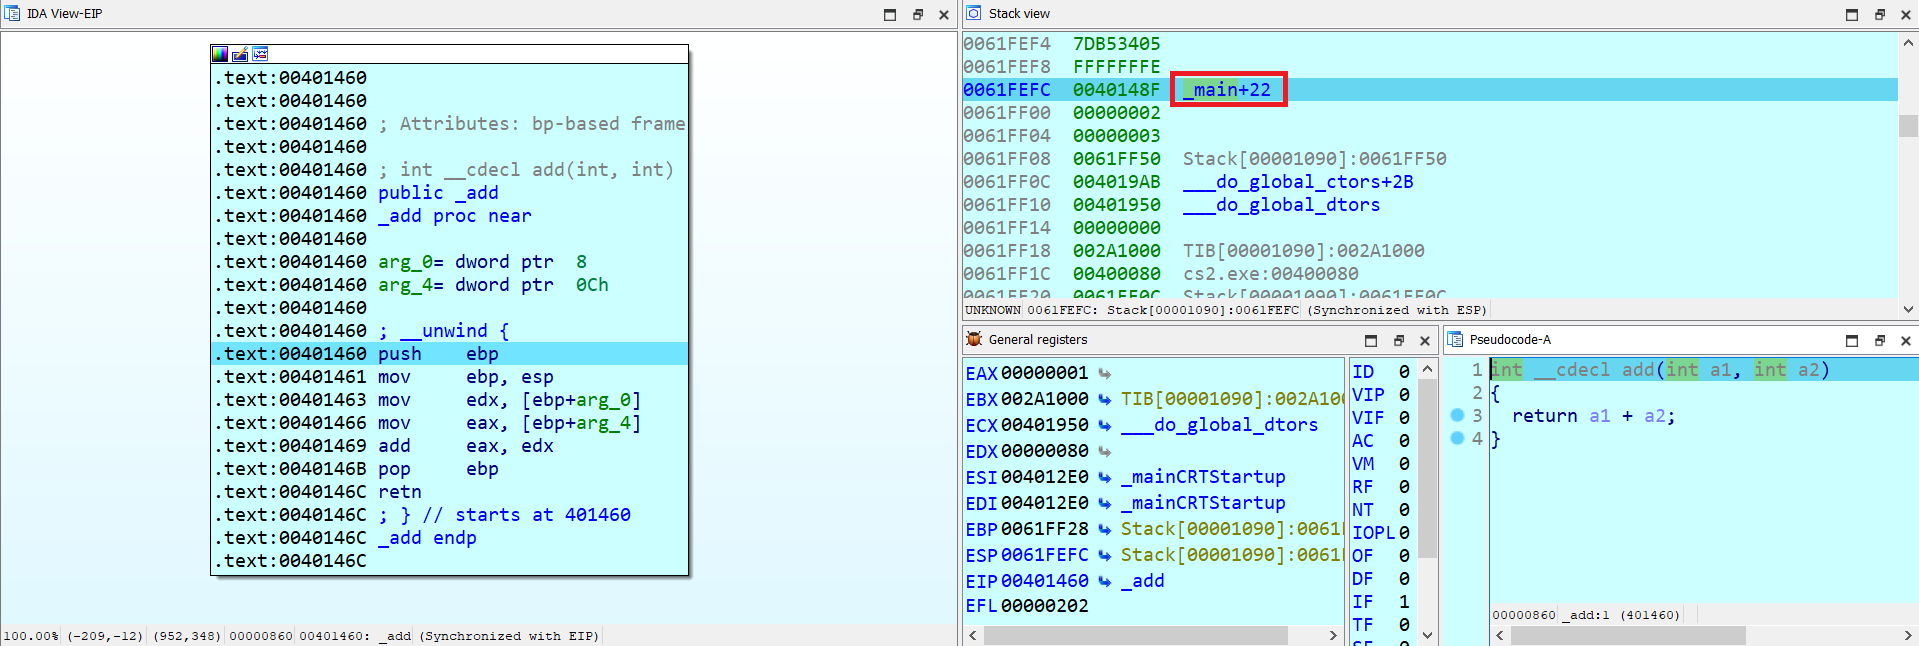 IDA View-EIP
.text:00401460
.text:00401460
.text:00401460 ; Attributes: bp-based frame
.text:00401460
.text:00401460 ; int __cdecl add(int, int)
.text:00401460 public _add
.text:00401460 _add proc near
.text:00401460
.text:00401460 arg_0= dword ptr  8
.text:00401460 arg_4= dword ptr  0Ch
.text:00401460
.text:00401460 ; __unwind {
.text:00401460 push    ebp
.text:00401461 mov     ebp, esp
.text:00401463 mov     edx, [ebp+arg_0]
.text:00401466 mov     eax, [ebp+arg_4]
.text:00401469 add     eax, edx
.text:0040146B pop     ebp
.text:0040146C retn
.text:0040146C ; } // starts at 401460
.text:0040146C _add endp
.text:0040146C
100.00% (-209,-12) (952,348) 00000860 00401460: _add (Synchronized with EIP)
Stack view
0061FEF4  7DB53405
0061FEF8  FFFFFFFE
0061FEFC  0040148F  _main+22
0061FF00  00000002
0061FF04  00000003
0061FF08  0061FF50  Stack[00001090]:0061FF50
0061FF0C  004019AB  ___do_global_ctors+2B
0061FF10  00401950  ___do_global_dtors
0061FF14  00000000
0061FF18  002A1000  TIB[00001090]:002A1000
0061FF1C  00400080  cs2.exe:00400080
0061FF20  0061FF0C  Stack[00001090]:0061FF0C
UNKNOWN 0061FEFC: Stack[00001090]:0061FEFC (Synchronized with ESP)
General registers
EAX 00000001
EBX 002A1000 TIB[00001090]:002A10
ECX 00401950 ___do_global_dtors
EDX 00000080
ESI 004012E0 _mainCRTStartup
EDI 004012E0 _mainCRTStartup
EBP 0061FF28 Stack[00001090]:0061
ESP 0061FEFC Stack[00001090]:0061
EIP 00401460 _add
EFL 00000202
ID 0
VIP 0
VIF 0
AC 0
VM 0
RF 0
NT 0
IOPL 0
OF 0
DF 0
IF 1
TF 0
SF 0
Pseudocode-A
1 int __cdecl add(int a1, int a2)
2 {
3   return a1 + a2;
4 }
00000860 _add:1 (401460)